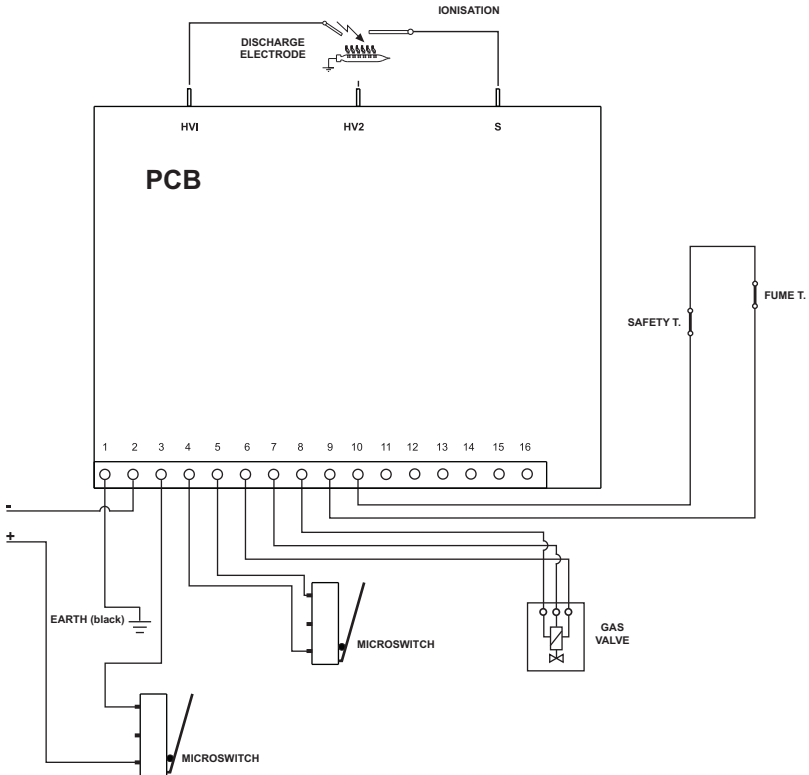 IONISATION
DISCHARGE
ELECTRODE
HV1
HV2
S
PCB
FUME T.
SAFETY T.
1 2 3 4 5 6 7 8 9 10 11 12 13 14 15 16
-
+
EARTH (black)
MICROSWITCH
GAS
VALVE
MICROSWITCH